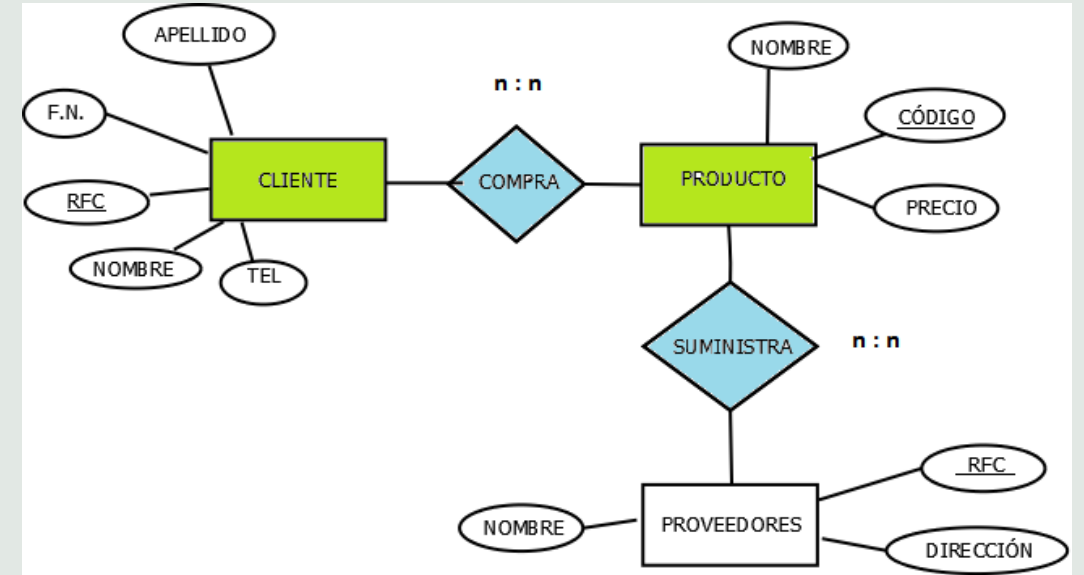 APELLIDO
NOMBRE
n : n
F.N.
CÓDIGO
CLIENTE
COMPRA
PRODUCTO
RFC
PRECIO
NOMBRE
TEL
SUMINISTRA
n : n
RFC
NOMBRE
PROVEEDORES
DIRECCIÓN